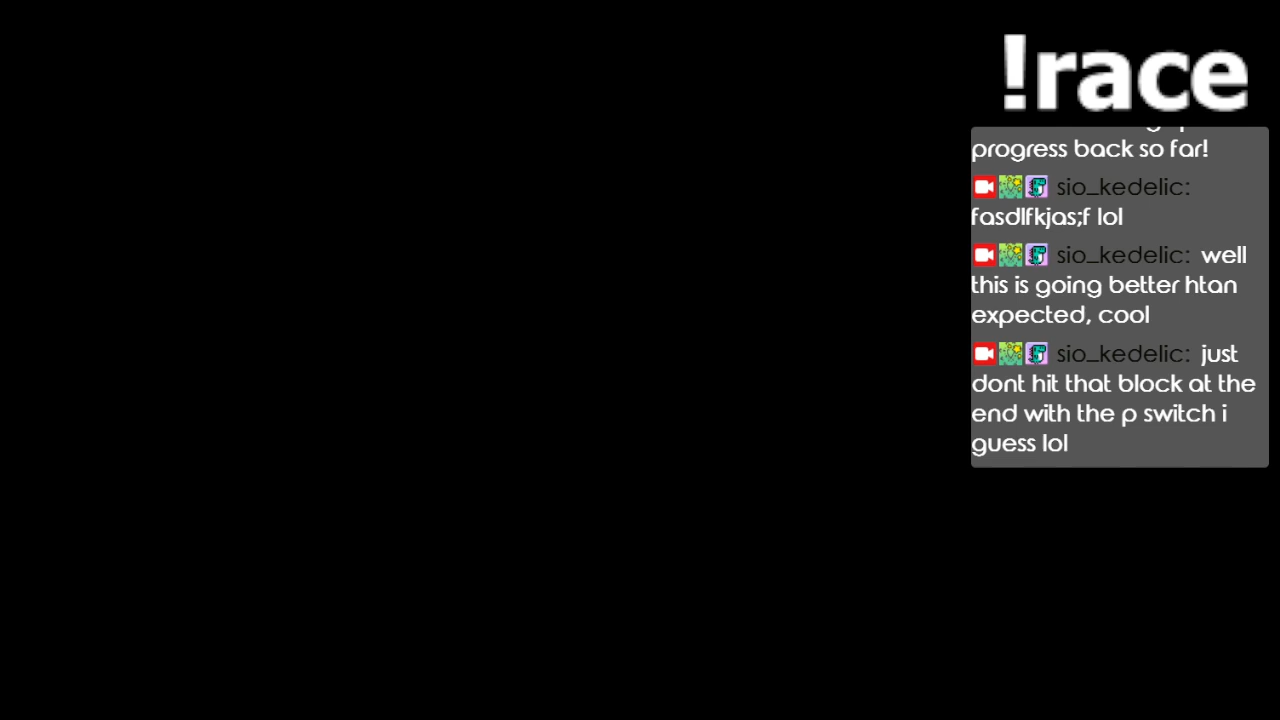 !race
progress back so far!
sio_kedelic:
fasdlfkjas;f lol
sio_kedelic: well
this is going better htan
expected, cool
sio_kedelic: just
dont hit that block at the
end with the p switch i
guess lol